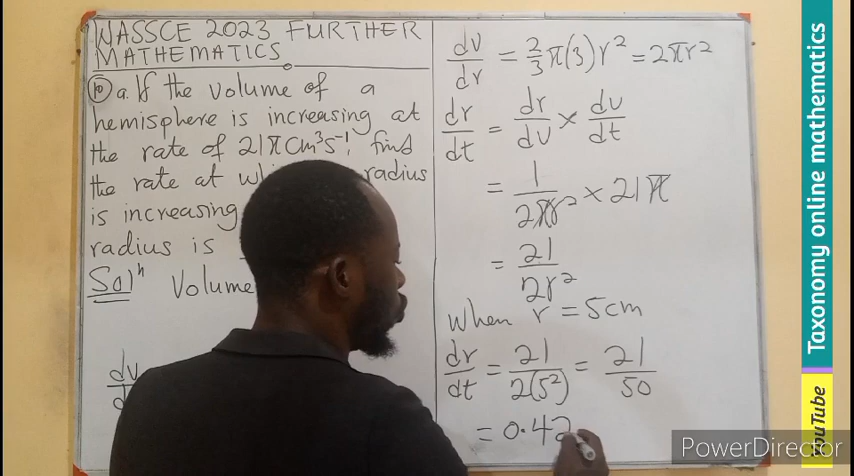 WASSCE 2023 FURTHER
MATHEMATICS
10 a. If the volume of a
hemisphere is increasing at
the rate of 21π cm³s⁻¹, find
the rate at radius
is increasing
radius is
Solⁿ Volume
dv
dv/dr = 2/3 π(3)r² = 2πr²
dr/dt = dr/dv × dv/dt
= 1/2πr² × 21π
= 21/2r²
When r = 5cm
dr/dt = 21/2(5²) = 21/50
= 0.42
Taxonomy online mathematics
YouTube
PowerDirector